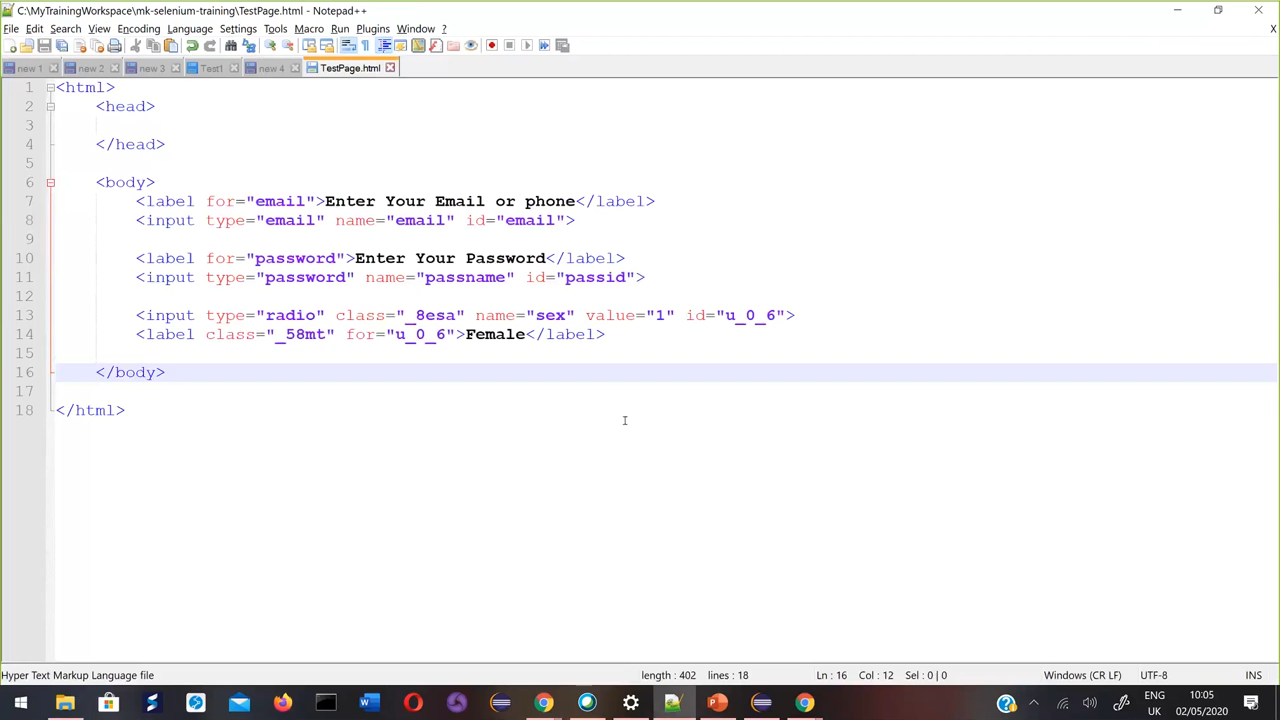 C:\MyTrainingWorkspace\mk-selenium-training\TestPage.html - Notepad++
File Edit Search View Encoding Language Settings Tools Macro Run Plugins Window ? X
new 1 new 2 new 3 Test1 new 4 TestPage.html
1 <html>
2 <head>
3
4 </head>
5
6 <body>
7 <label for="email">Enter Your Email or phone</label>
8 <input type="email" name="email" id="email">
9
10 <label for="password">Enter Your Password</label>
11 <input type="password" name="passname" id="passid">
12
13 <input type="radio" class="_8esa" name="sex" value="1" id="u_0_6">
14 <label class="_58mt" for="u_0_6">Female</label>
15
16 </body>
17
18 </html>
Hyper Text Markup Language file length : 402 lines : 18 Ln : 16 Col : 12 Sel : 0 | 0 Windows (CR LF) UTF-8 INS
ENG 10:05
UK 02/05/2020